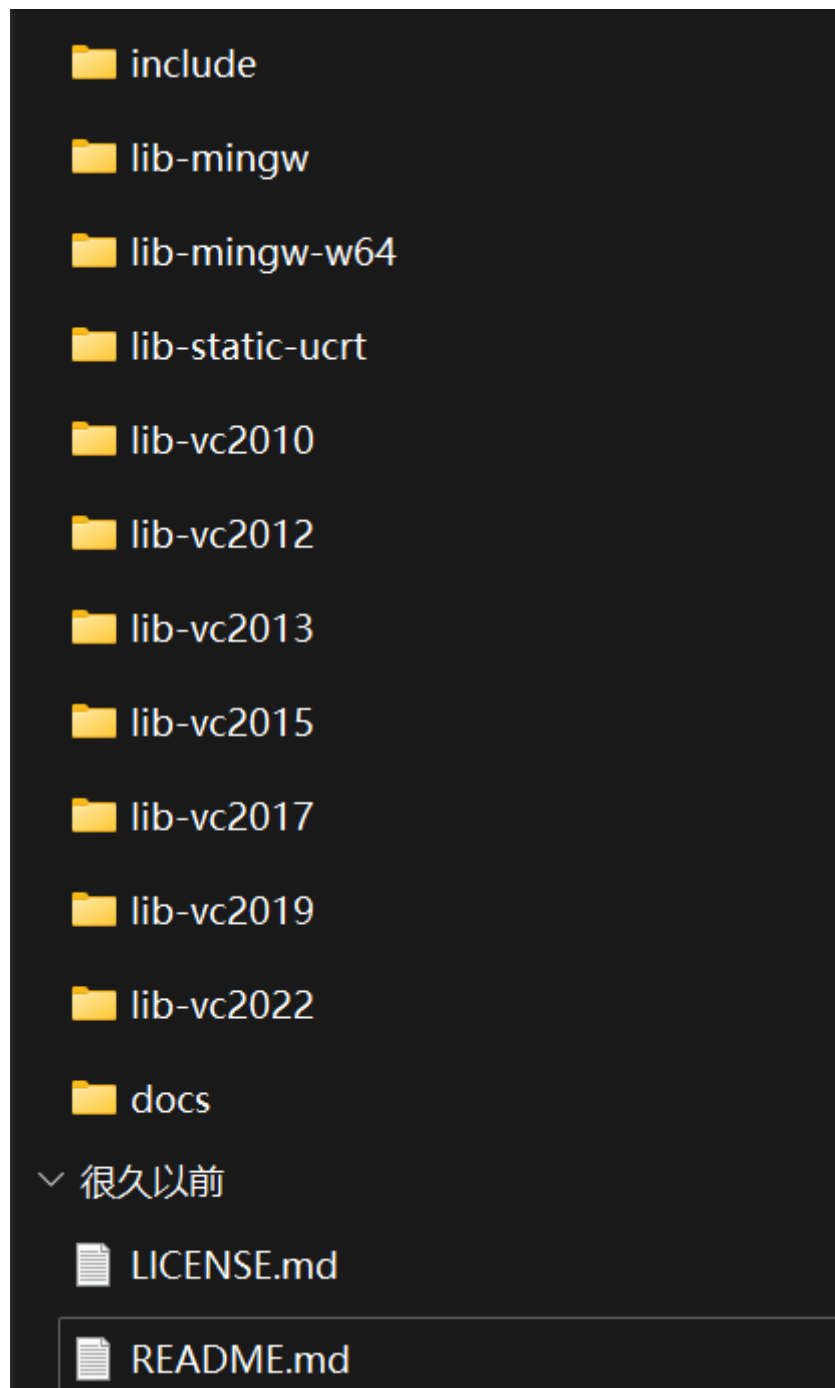 include
lib-mingw
lib-mingw-w64
lib-static-ucrt
lib-vc2010
lib-vc2012
lib-vc2013
lib-vc2015
lib-vc2017
lib-vc2019
lib-vc2022
docs
很久以前
LICENSE.md
README.md